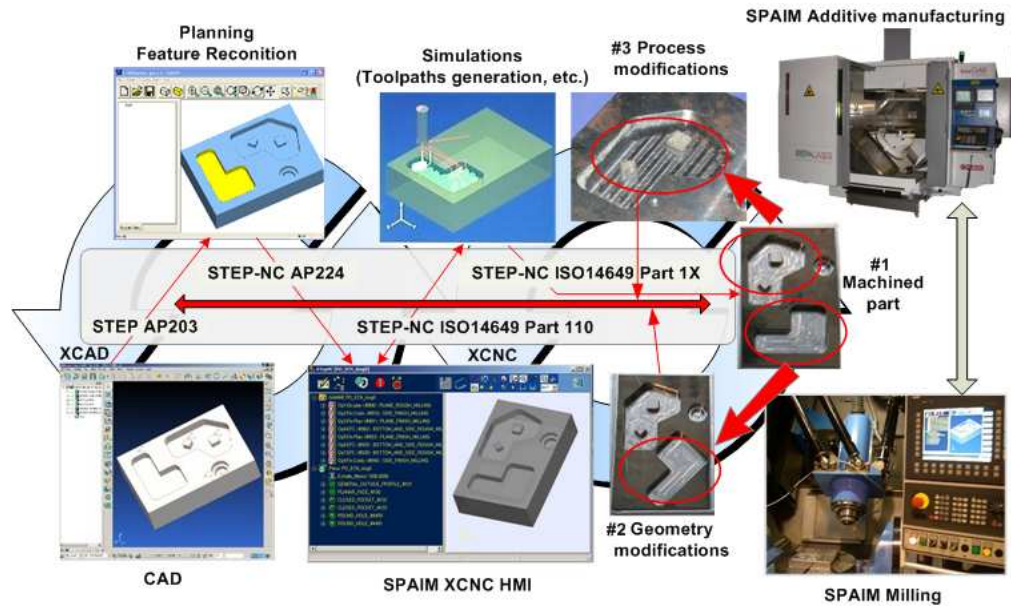 Planning
Feature Reconition
Simulations
(Toolpaths generation, etc.)
#3 Process
modifications
SPAIM Additive manufacturing
STEP-NC AP224
STEP-NC ISO14649 Part 1X
#1
Machined
part
STEP AP203
STEP-NC ISO14649 Part 110
XCAD
XCNC
CAD
SPAIM XCNC HMI
#2 Geometry
modifications
SPAIM Milling